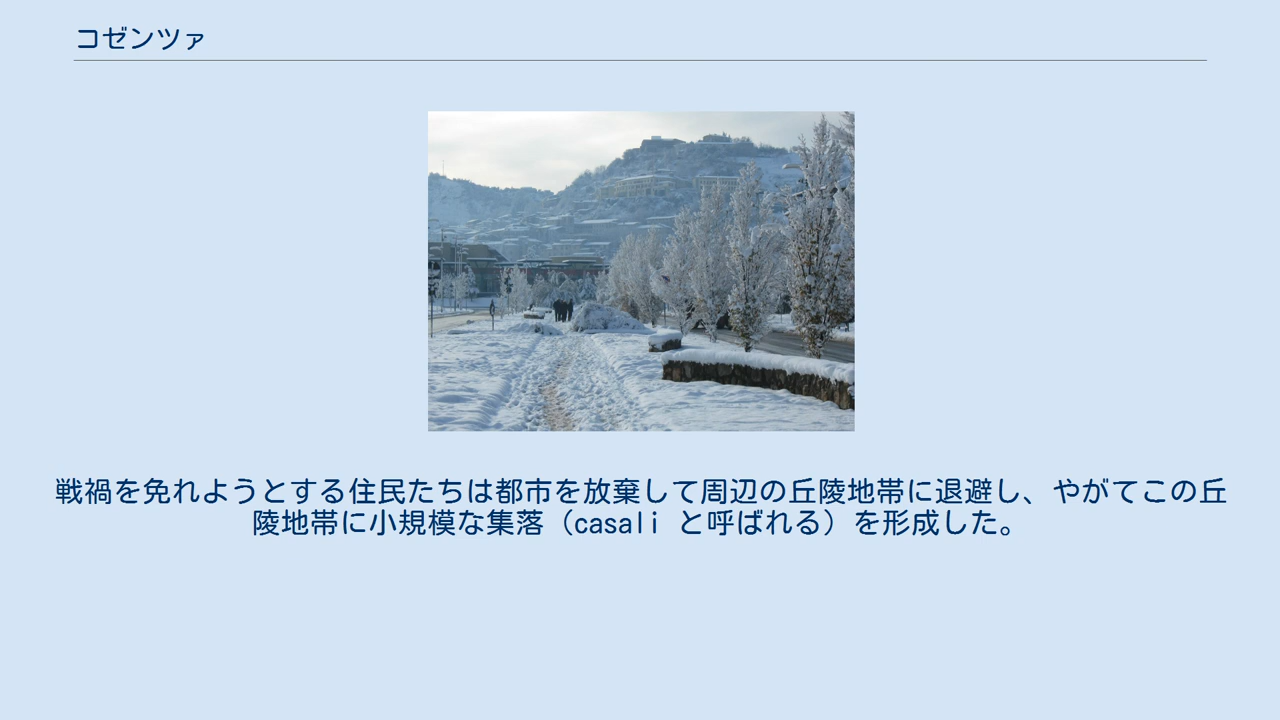 コゼンツァ
戦禍を免れようとする住民たちは都市を放棄して周辺の丘陵地帯に退避し、やがてこの丘
陵地帯に小規模な集落（casali と呼ばれる）を形成した。